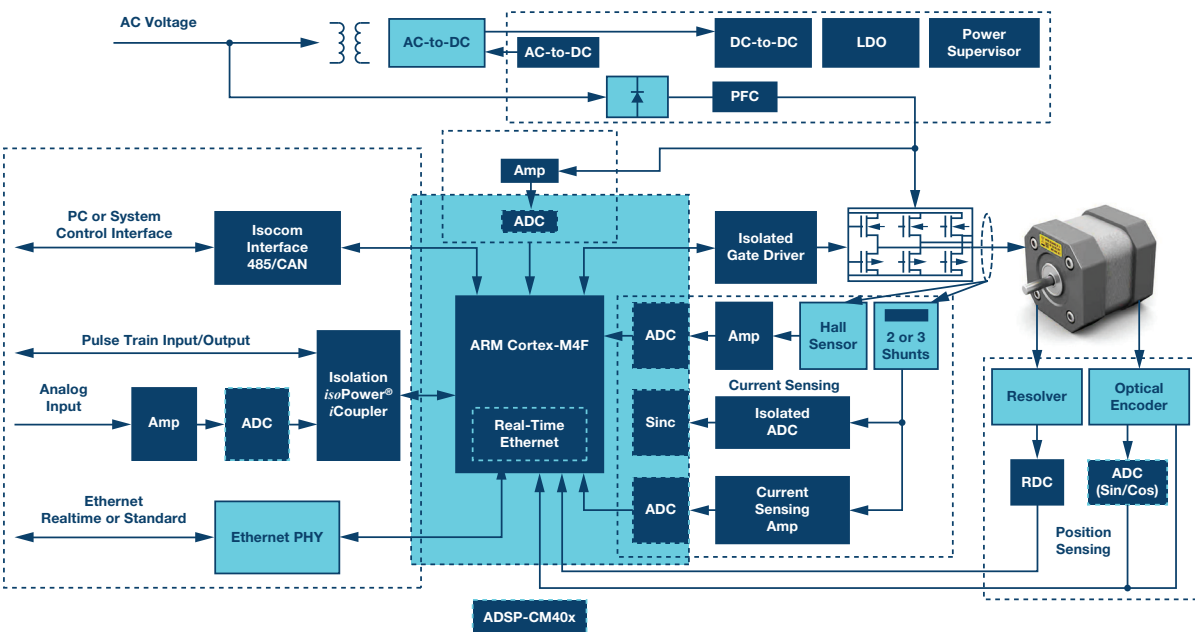 AC Voltage
AC-to-DC
AC-to-DC
DC-to-DC
LDO
Power
Supervisor
PFC
Amp
ADC
PC or System
Control Interface
Isocom
Interface
485/CAN
Isolated
Gate Driver
Pulse Train Input/Output
Analog
Input
Amp
ADC
Isolation
isoPower®
iCoupler
ARM Cortex-M4F
Real-Time
Ethernet
ADC
Amp
Hall
Sensor
2 or 3
Shunts
Current Sensing
Sinc
Isolated
ADC
ADC
Current
Sensing
Amp
Resolver
Optical
Encoder
RDC
ADC
(Sin/Cos)
Position
Sensing
Ethernet
Realtime or Standard
Ethernet PHY
ADSP-CM40x